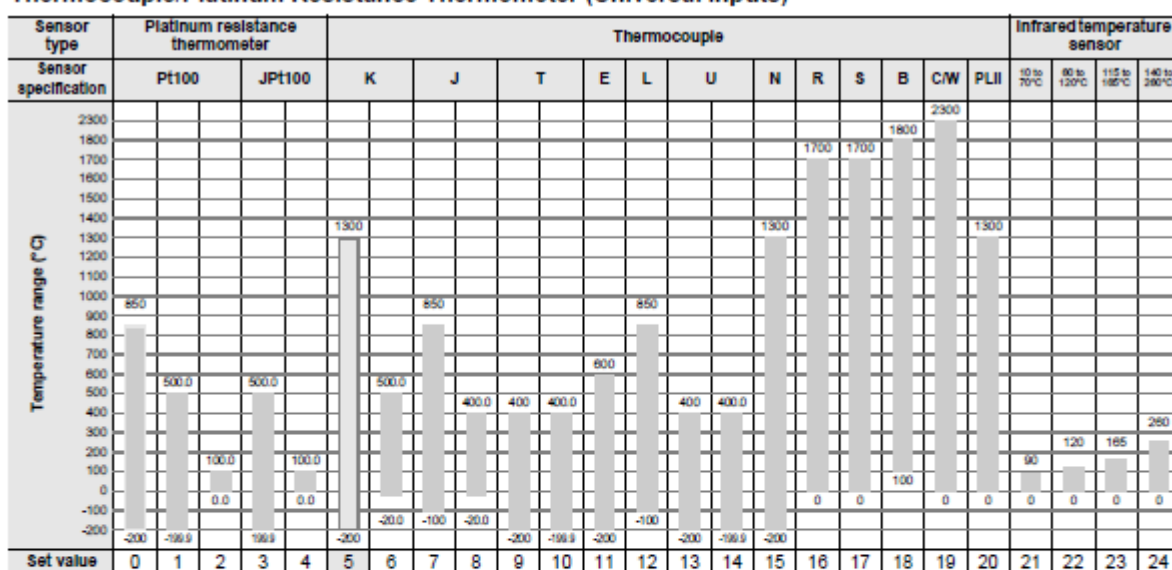 Thermocouple/Platinum Resistance Thermometer (Universal Inputs)
Sensor type Platinum resistance thermometer Thermocouple Infrared temperature sensor
Sensor specification Pt100 JPt100 K J T E L U N R S B C/W PLII 10 to 70°C 60 to 120°C 115 to 165°C 140 to 260°C
Temperature range (°C)
2300 2300
1800 1800
1700 1700 1700
1600
1500
1400
1300 1300 1300 1300
1200
1100
1000
900 850 850 850
800
700
600 600
500 500.0 500.0 500.0
400 400.0 400 400.0 400 400.0
300 260
200 120 165
100 100.0 100.0 90 100
0 0.0 0.0 0 0 0 0 0 0 0 0
-100 -20.0 -100 -20.0 -100
-200 -200 -199.9 199.9 -200 -200 -199.9 -200 -200 -199.9 -200
Set value 0 1 2 3 4 5 6 7 8 9 10 11 12 13 14 15 16 17 18 19 20 21 22 23 24